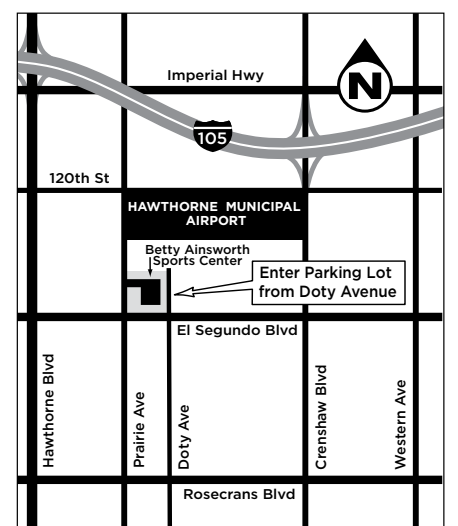 Imperial Hwy
N
105
120th St
HAWTHORNE MUNICIPAL
AIRPORT
Betty Ainsworth
Sports Center
Enter Parking Lot
from Doty Avenue
El Segundo Blvd
Hawthorne Blvd
Prairie Ave
Doty Ave
Crenshaw Blvd
Western Ave
Rosecrans Blvd